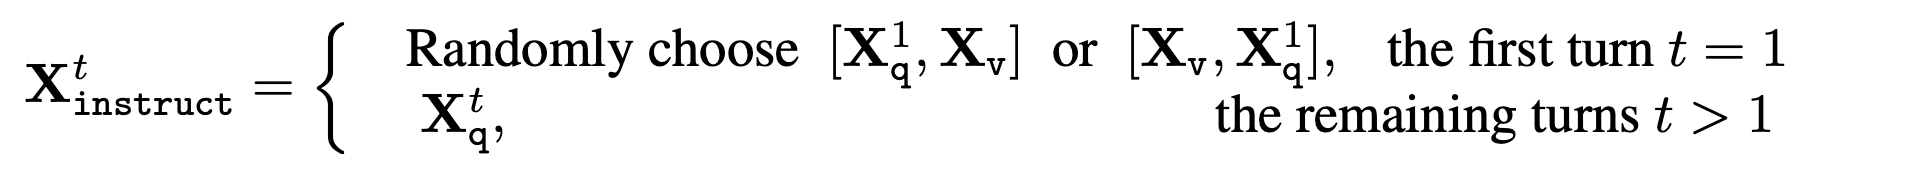 X^t_instruct = { Randomly choose [X^1_q, X_v] or [X_v, X^1_q], the first turn t = 1
X^t_q, the remaining turns t > 1